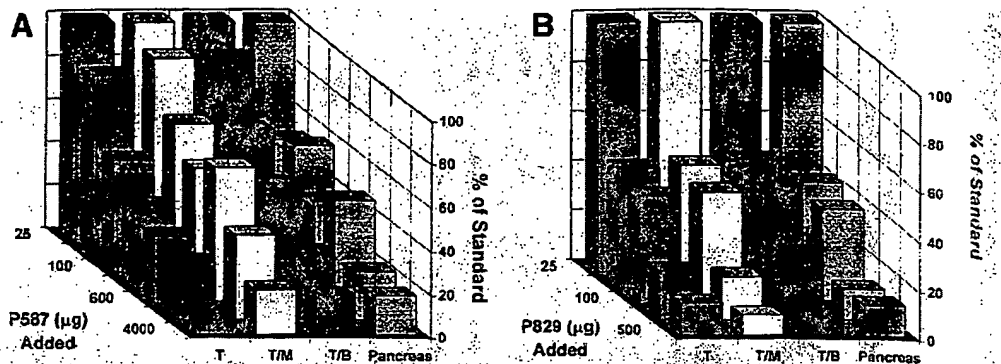 A
100
80
60
40
20
0
% of Standard
25
100
600
4000
P587 (µg)
Added
T T/M T/B Pancreas
B
100
80
60
40
20
0
% of Standard
25
100
500
P829 (µg)
Added
T T/M T/B Pancreas